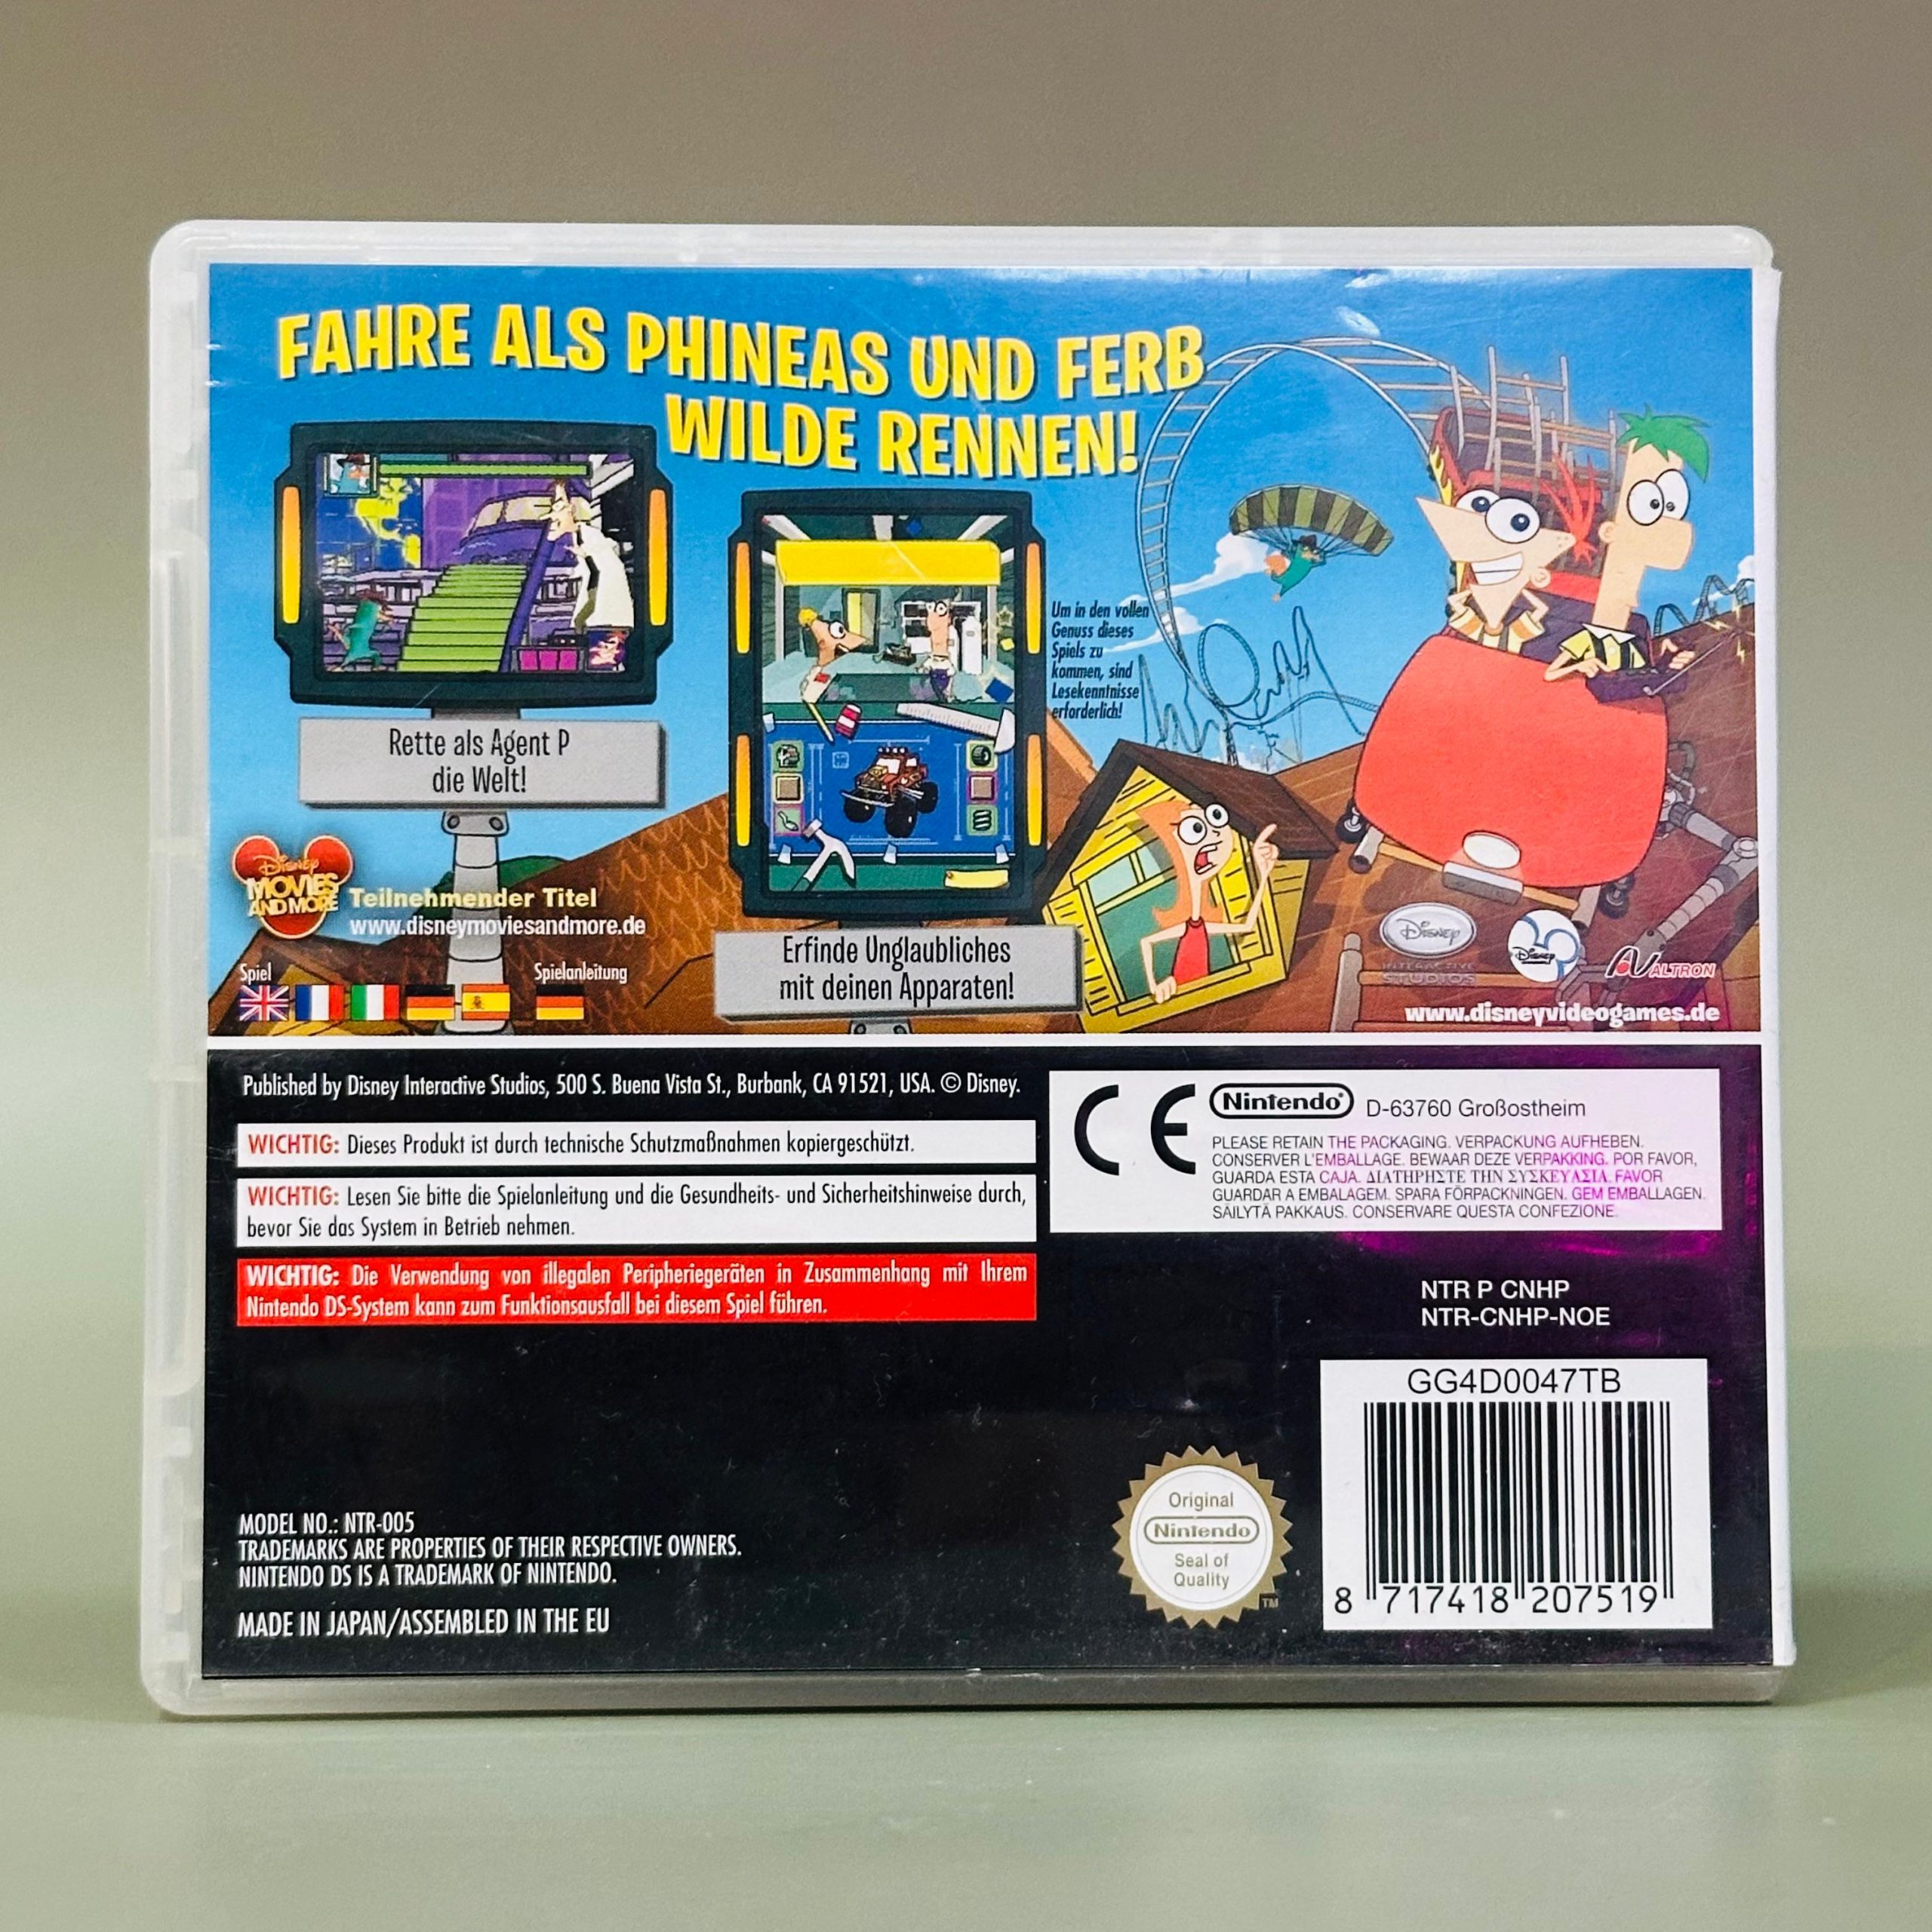 FAHRE ALS PHINEAS UND FERB
WILDE RENNEN!
Um in den vollen
Genuss dieses
Spiels zu
kommen, sind
Lesekenntnisse
erforderlich!
Rette als Agent P
die Welt!
Disney
MOVIES
AND MORE
Teilnehmender Titel
www.disneymoviesandmore.de
Erfinde Unglaubliches
mit deinen Apparaten!
Spiel
Spielanleitung
Disney
INTERACTIVE
STUDIOS
Disney
ALTRON
www.disneyvideogames.de
Published by Disney Interactive Studios, 500 S. Buena Vista St., Burbank, CA 91521, USA. © Disney.
WICHTIG: Dieses Produkt ist durch technische Schutzmaßnahmen kopiergeschützt.
WICHTIG: Lesen Sie bitte die Spielanleitung und die Gesundheits- und Sicherheitshinweise durch,
bevor Sie das System in Betrieb nehmen.
WICHTIG: Die Verwendung von illegalen Peripheriegeräten in Zusammenhang mit Ihrem
Nintendo DS-System kann zum Funktionsausfall bei diesem Spiel führen.
CE
Nintendo® D-63760 Großostheim
PLEASE RETAIN THE PACKAGING. VERPACKUNG AUFHEBEN.
CONSERVER L'EMBALLAGE. BEWAAR DEZE VERPAKKING. POR FAVOR,
GUARDA ESTA CAJA. ΔΙΑΤΗΡΗΣΤΕ ΤΗΝ ΣΥΣΚΕΥΑΣΙΑ. FAVOR
GUARDAR A EMBALAGEM. SPARA FÖRPACKNINGEN. GEM EMBALLAGEN.
SÄILYTÄ PAKKAUS. CONSERVARE QUESTA CONFEZIONE.
NTR P CNHP
NTR-CNHP-NOE
GG4D0047TB
8 717418 207519
Original
Nintendo
Seal of
Quality
TM
MODEL NO.: NTR-005
TRADEMARKS ARE PROPERTIES OF THEIR RESPECTIVE OWNERS.
NINTENDO DS IS A TRADEMARK OF NINTENDO.
MADE IN JAPAN/ASSEMBLED IN THE EU